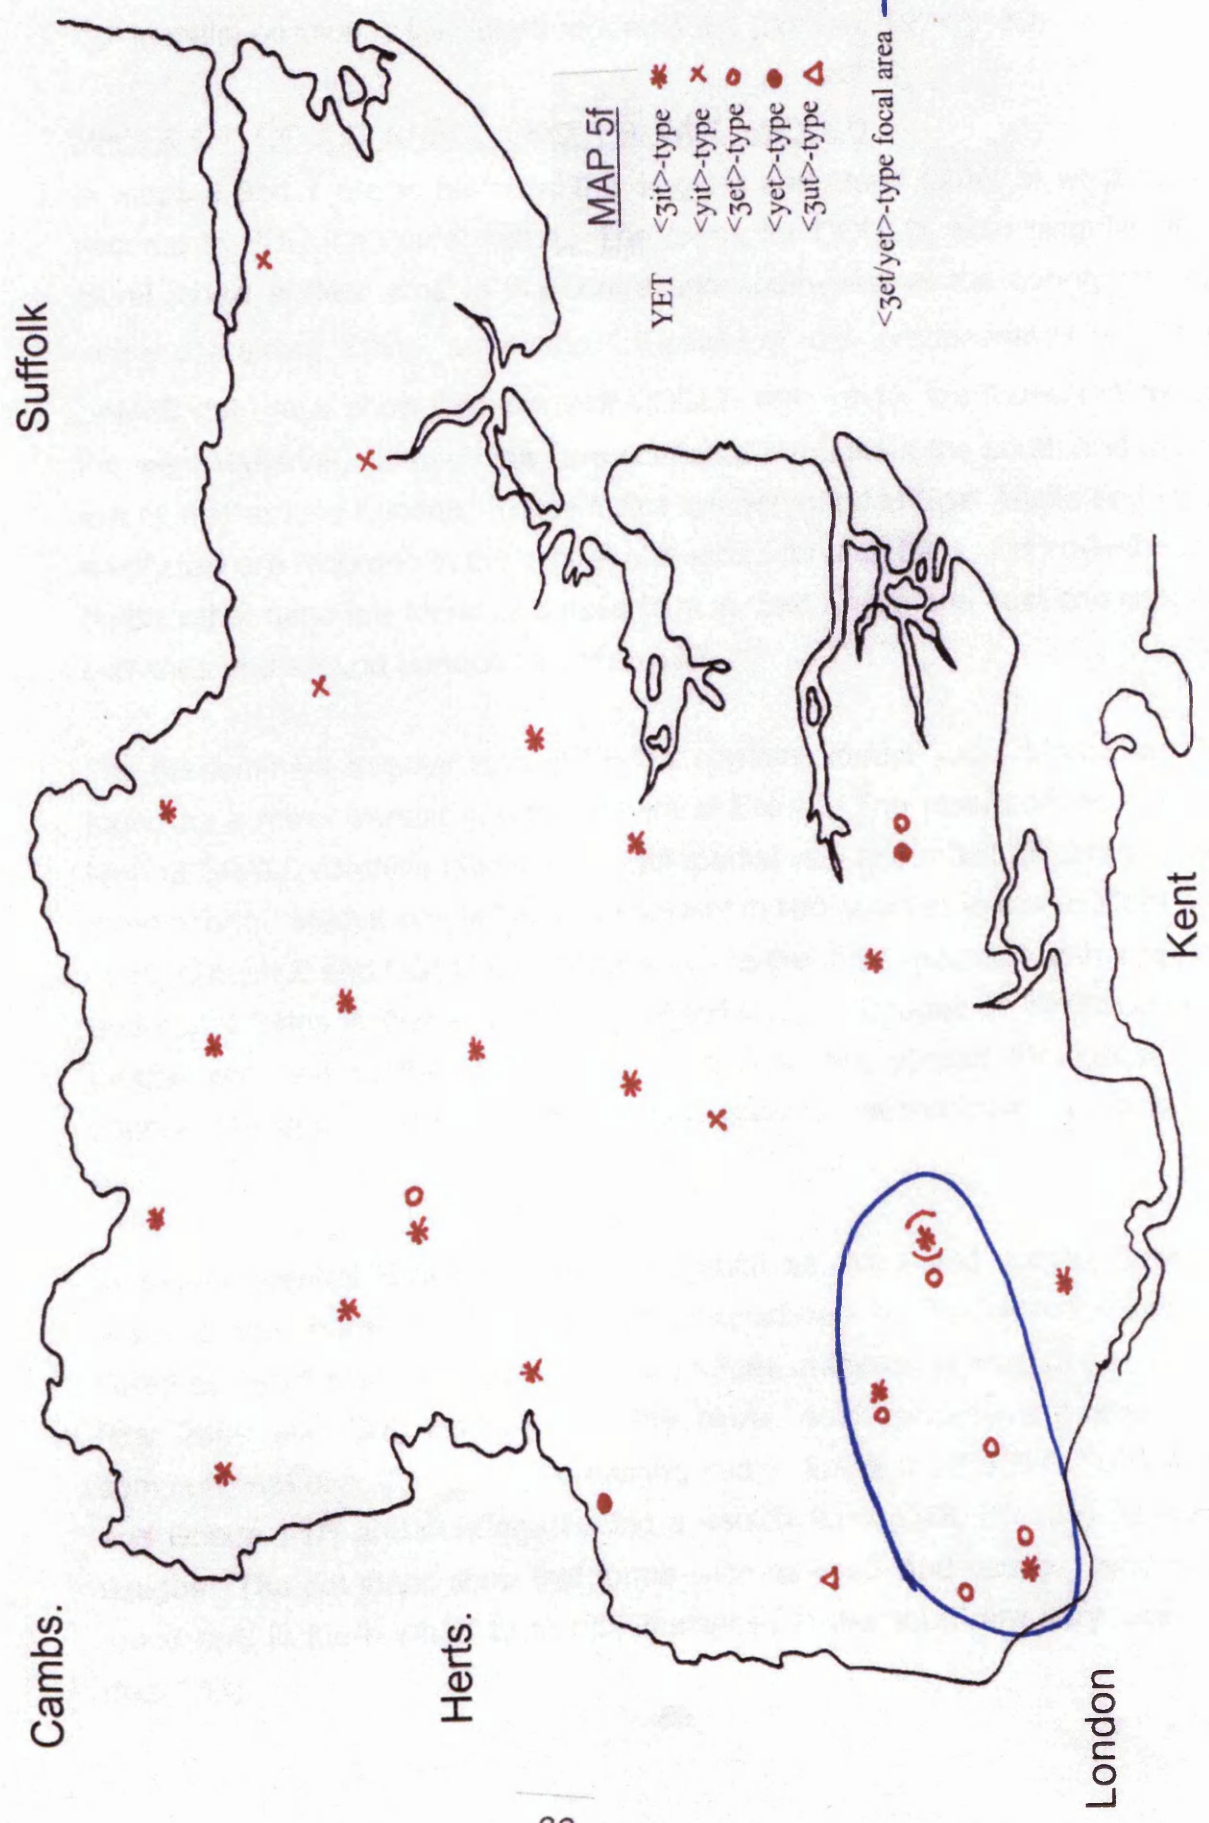 Cambs.
Suffolk
Herts.
London
Kent
MAP 5f
YET
<ȝit>-type
<yit>-type
<ȝet>-type
<yet>-type
<ȝut>-type
<ȝet/yet>-type focal area